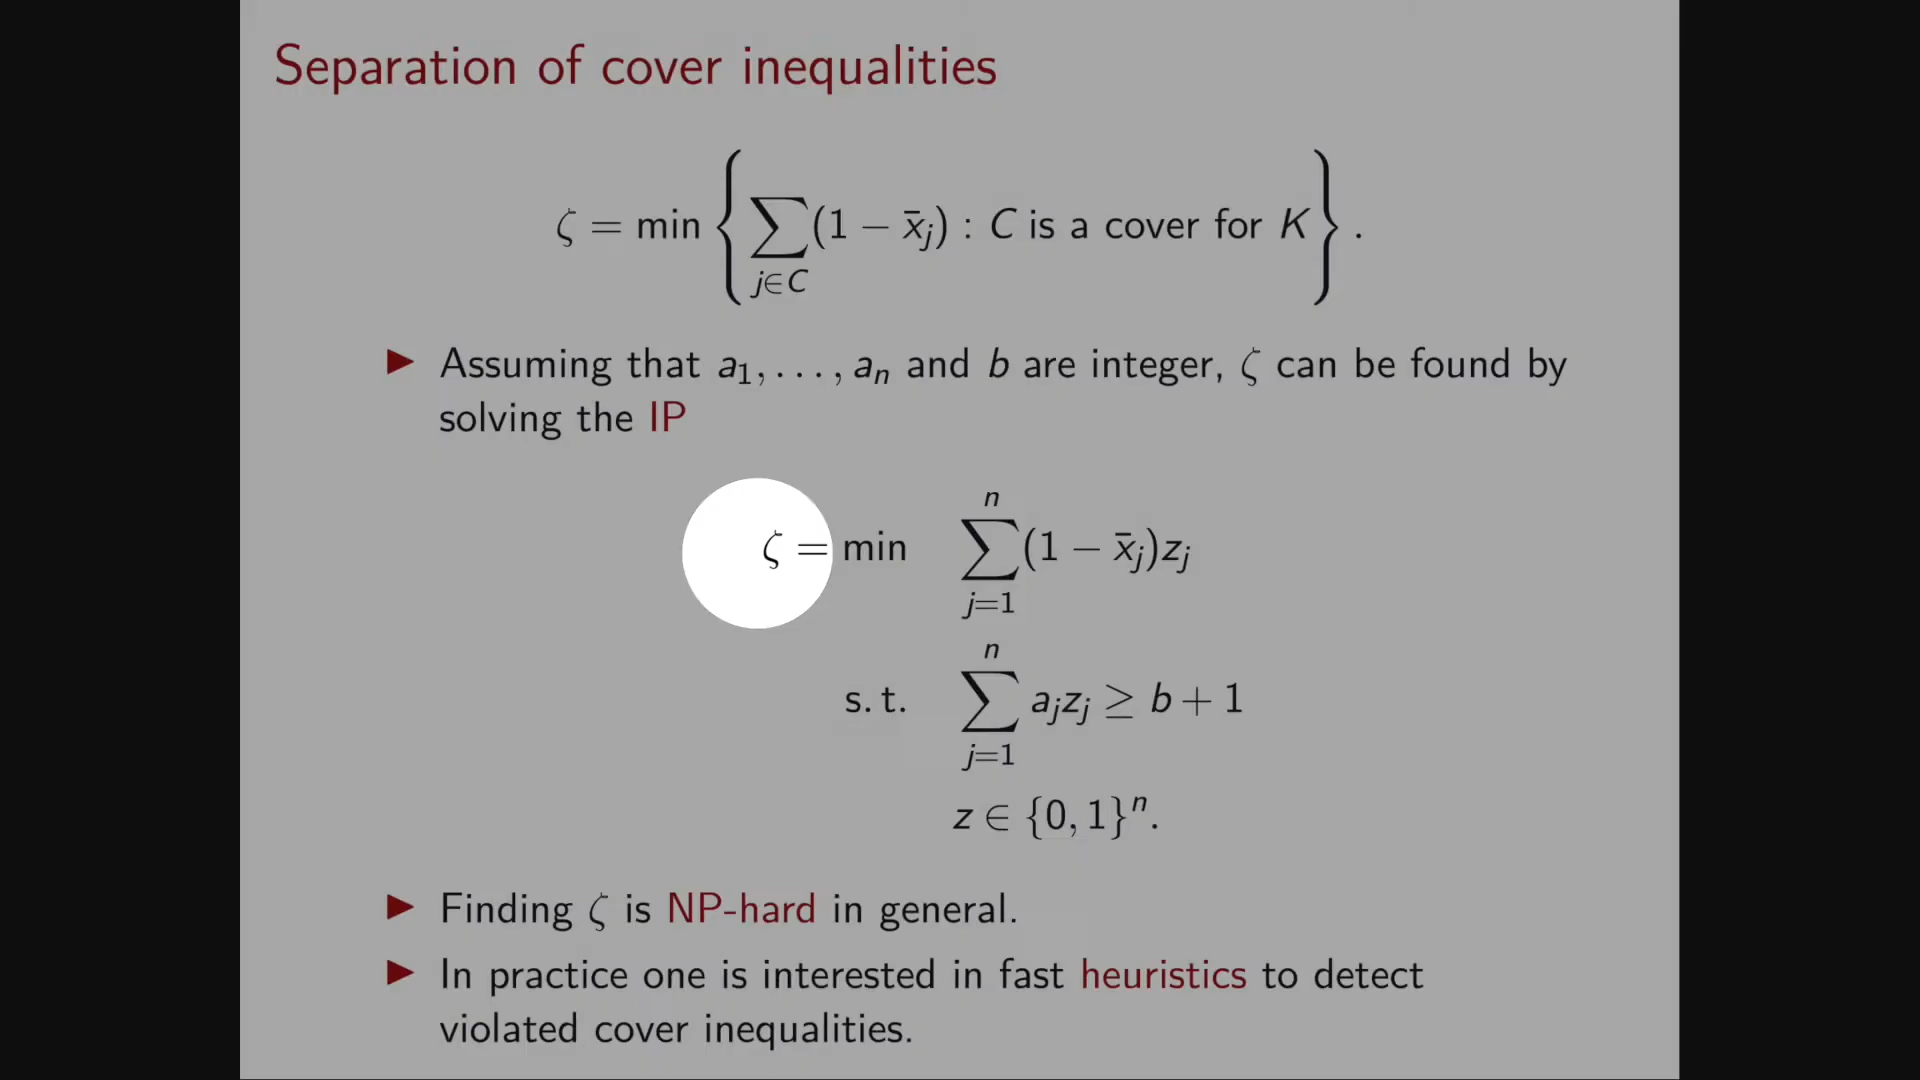 Separation of cover inequalities
ζ = min { ∑_{j∈C} (1 − x̄_j) : C is a cover for K } .
▶ Assuming that a₁, . . . , aₙ and b are integer, ζ can be found by
solving the IP
ζ = min ∑_{j=1}^{n} (1 − x̄_j)z_j
s. t. ∑_{j=1}^{n} a_j z_j ≥ b + 1
z ∈ {0, 1}ⁿ.
▶ Finding ζ is NP-hard in general.
▶ In practice one is interested in fast heuristics to detect
violated cover inequalities.